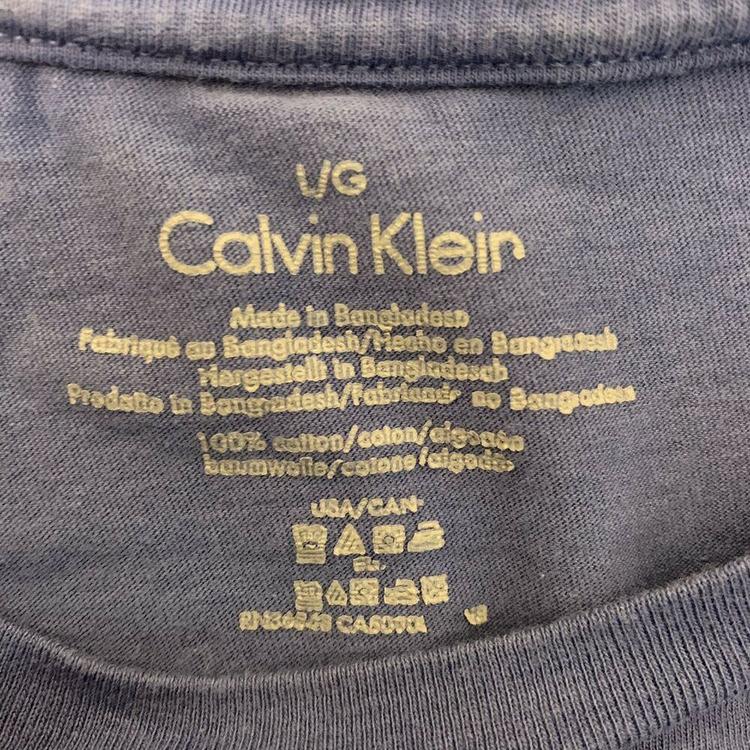 L/G
Calvin Klein
Made in Bangladesh
Fabriqué au Bangladesh/Hecho en Bangladesh
Hergestellt in Bangladesch
Prodotto in Bangladesh/Fabricado no Bangladesh
100% cotton/coton/algodón
baumwolle/cotone/algodão
USA/CAN*